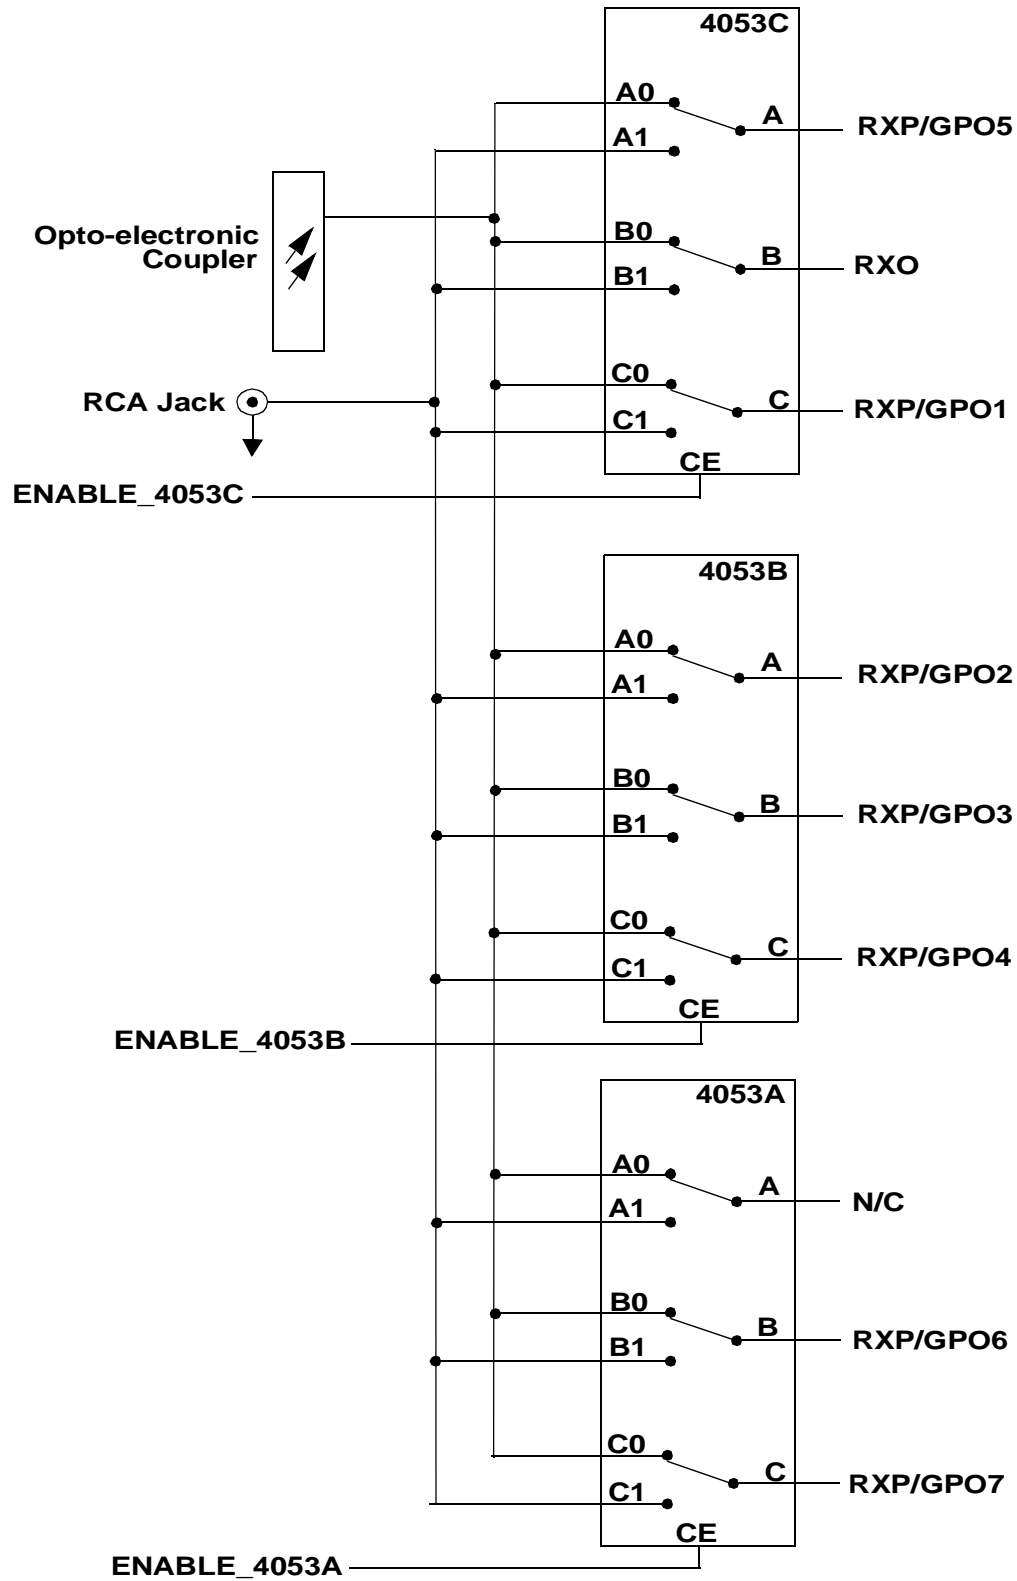 4053C
A0
A
RXP/GPO5
A1
Opto-electronic
Coupler
B0
B
RXO
B1
RCA Jack
C0
C
RXP/GPO1
C1
CE
ENABLE_4053C
4053B
A0
A
RXP/GPO2
A1
B0
B
RXP/GPO3
B1
C0
C
RXP/GPO4
C1
CE
ENABLE_4053B
4053A
A0
A
N/C
A1
B0
B
RXP/GPO6
B1
C0
C
RXP/GPO7
C1
CE
ENABLE_4053A